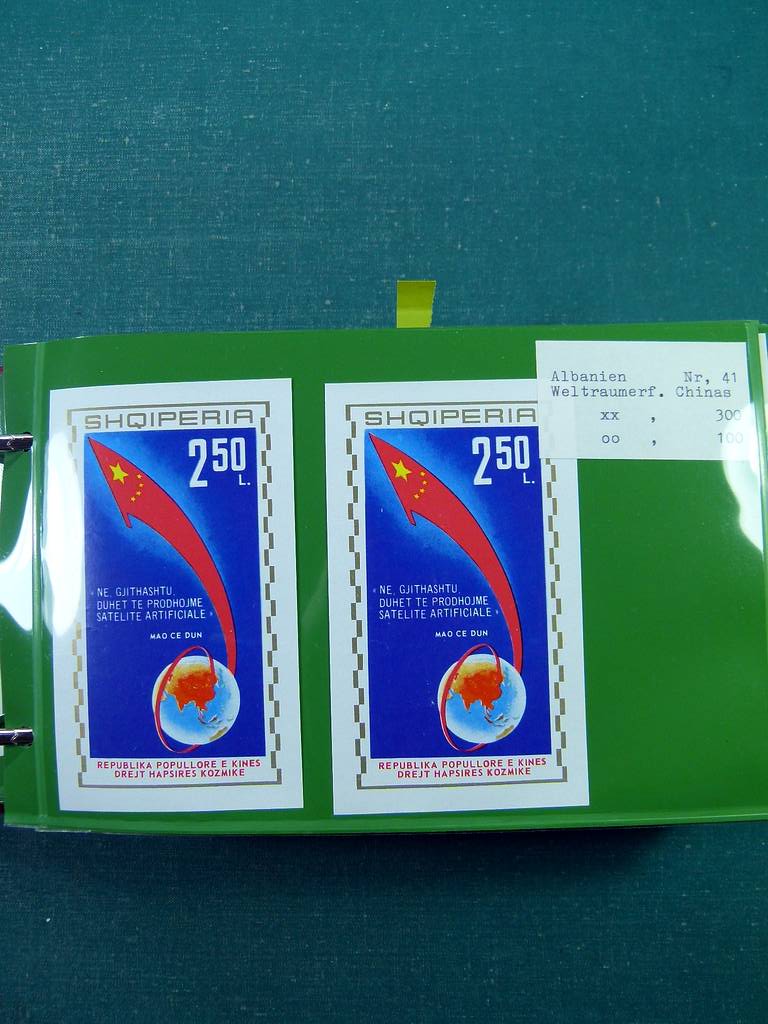 SHQIPERIA
2 50
L.
« NE, GJITHASHTU,
DUHET TE PRODHOJME
SATELITE ARTIFICIALE »
MAO CE DUN
REPUBLIKA POPULLORE E KINES
DREJT HAPSIRES KOZMIKE
SHQIPERIA
2 50
L.
« NE, GJITHASHTU,
DUHET TE PRODHOJME
SATELITE ARTIFICIALE »
MAO CE DUN
REPUBLIKA POPULLORE E KINES
DREJT HAPSIRES KOZMIKE
Albanien Nr, 41
Weltraumerf. Chinas
xx , 300
oo , 100